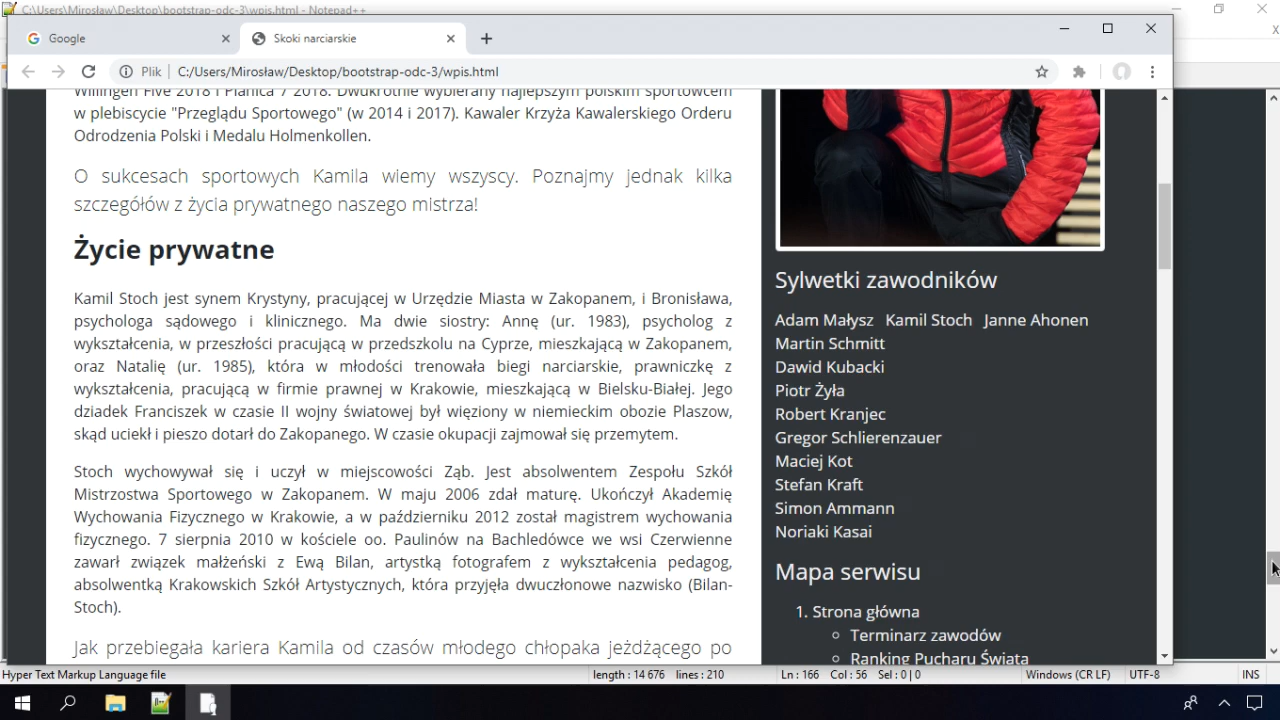 C:\Users\Mirosław\Desktop\bootstrap-odc-3\wpis.html - Notepad++
Google
Skoki narciarskie
Plik
C:/Users/Mirosław/Desktop/bootstrap-odc-3/wpis.html
Willingen Five 2018 i Planica 7 2018. Dwukrotnie wybierany najlepszym polskim sportowcem
w plebiscycie "Przeglądu Sportowego" (w 2014 i 2017). Kawaler Krzyża Kawalerskiego Orderu
Odrodzenia Polski i Medalu Holmenkollen.
O sukcesach sportowych Kamila wiemy wszyscy. Poznajmy jednak kilka
szczegółów z życia prywatnego naszego mistrza!
Życie prywatne
Kamil Stoch jest synem Krystyny, pracującej w Urzędzie Miasta w Zakopanem, i Bronisława,
psychologa sądowego i klinicznego. Ma dwie siostry: Annę (ur. 1983), psycholog z
wykształcenia, w przeszłości pracującą w przedszkolu na Cyprze, mieszkającą w Zakopanem,
oraz Natalię (ur. 1985), która w młodości trenowała biegi narciarskie, prawniczkę z
wykształcenia, pracującą w firmie prawnej w Krakowie, mieszkającą w Bielsku-Białej. Jego
dziadek Franciszek w czasie II wojny światowej był więziony w niemieckim obozie Plaszow,
skąd uciekł i pieszo dotarł do Zakopanego. W czasie okupacji zajmował się przemytem.
Stoch wychowywał się i uczył w miejscowości Ząb. Jest absolwentem Zespołu Szkół
Mistrzostwa Sportowego w Zakopanem. W maju 2006 zdał maturę. Ukończył Akademię
Wychowania Fizycznego w Krakowie, a w październiku 2012 został magistrem wychowania
fizycznego. 7 sierpnia 2010 w kościele oo. Paulinów na Bachledówce we wsi Czerwienne
zawarł związek małżeński z Ewą Bilan, artystką fotografem z wykształcenia pedagog,
absolwentką Krakowskich Szkół Artystycznych, która przyjęła dwuczłonowe nazwisko (Bilan-
Stoch).
Jak przebiegała kariera Kamila od czasów młodego chłopaka jeżdżącego po
Sylwetki zawodników
Adam Małysz Kamil Stoch Janne Ahonen
Martin Schmitt
Dawid Kubacki
Piotr Żyła
Robert Kranjec
Gregor Schlierenzauer
Maciej Kot
Stefan Kraft
Simon Ammann
Noriaki Kasai
Mapa serwisu
1. Strona główna
Terminarz zawodów
Ranking Pucharu Świata
Hyper Text Markup Language file
length : 14 676 lines : 210
Ln : 166 Col : 56 Sel : 0 | 0
Windows (CR LF)
UTF-8
INS